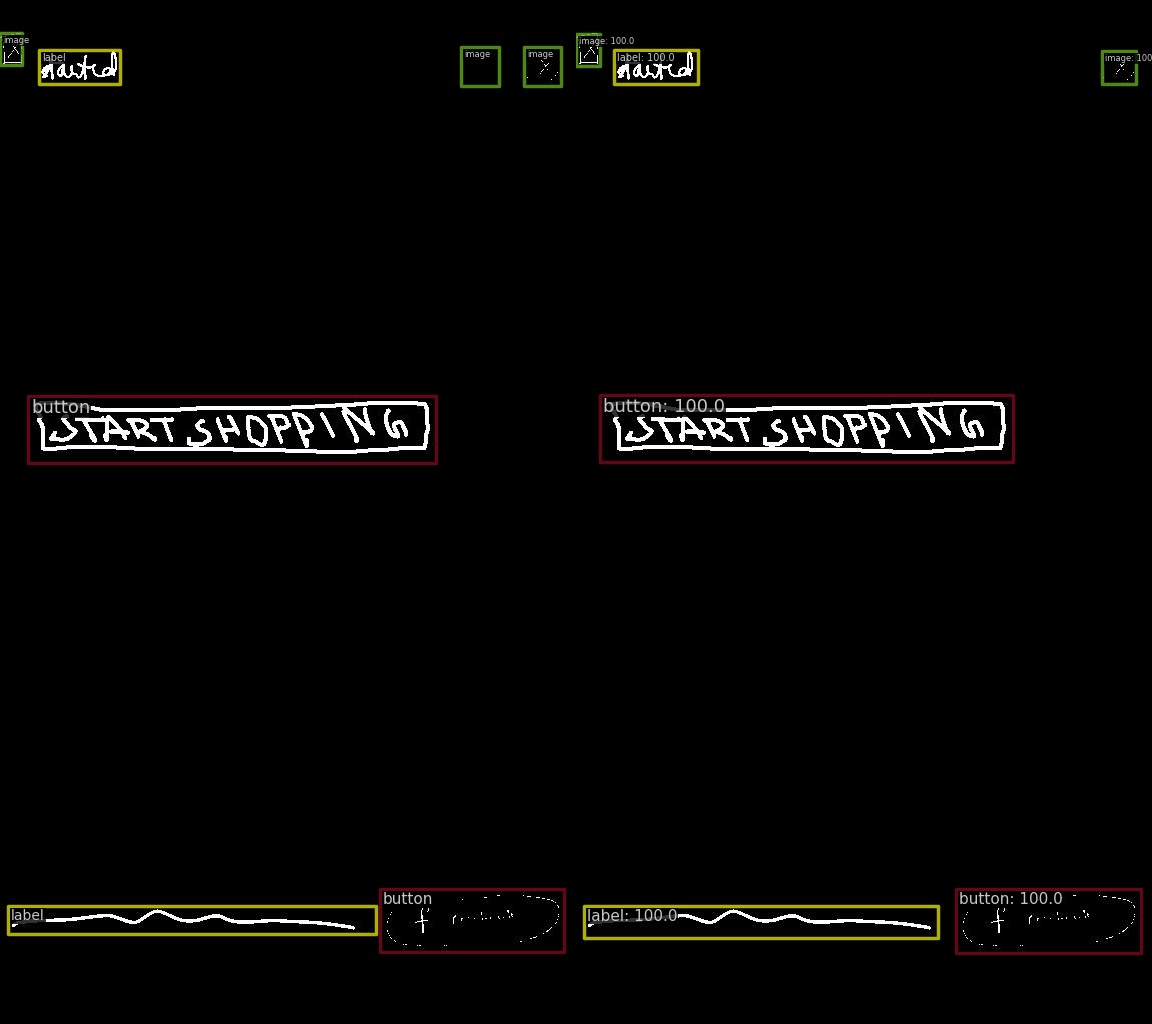 image image image image: 100.0 image: 100
label label: 100.0
button button: 100.0
START SHOPPING START SHOPPING
label button label: 100.0 button: 100.0
f f